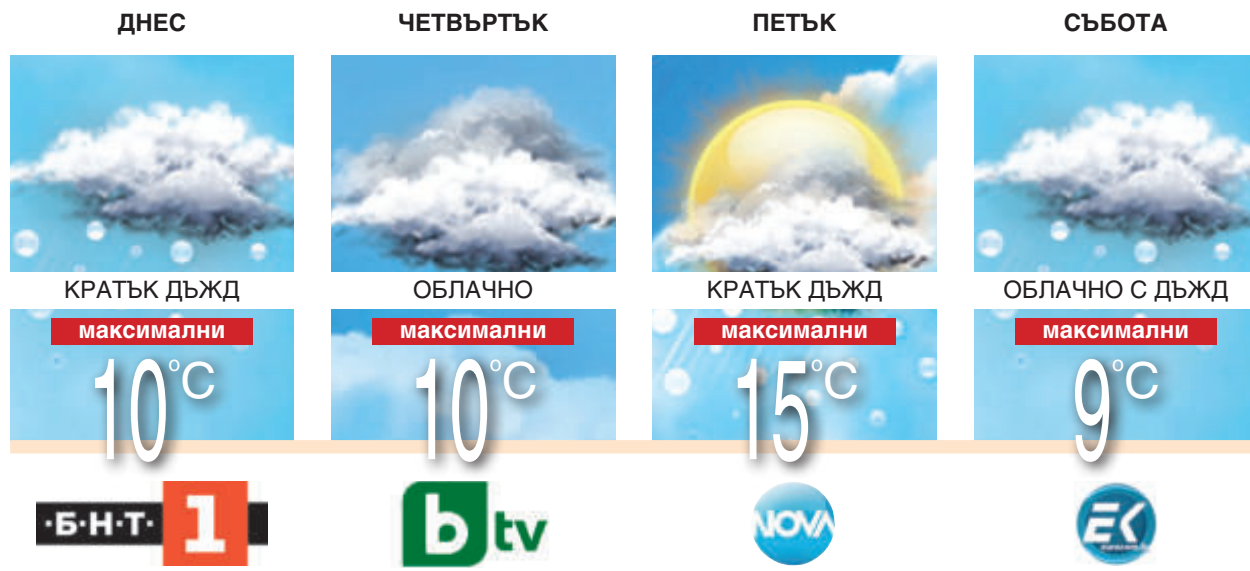 ДНЕС
КРАТЪК ДЪЖД
максимални
10°C
ЧЕТВЪРТЪК
ОБЛАЧНО
максимални
10°C
ПЕТЪК
КРАТЪК ДЪЖД
максимални
15°C
СЪБОТА
ОБЛАЧНО С ДЪЖД
максимални
9°C
·Б·Н·Т· 1
b tv
NOVA
EK